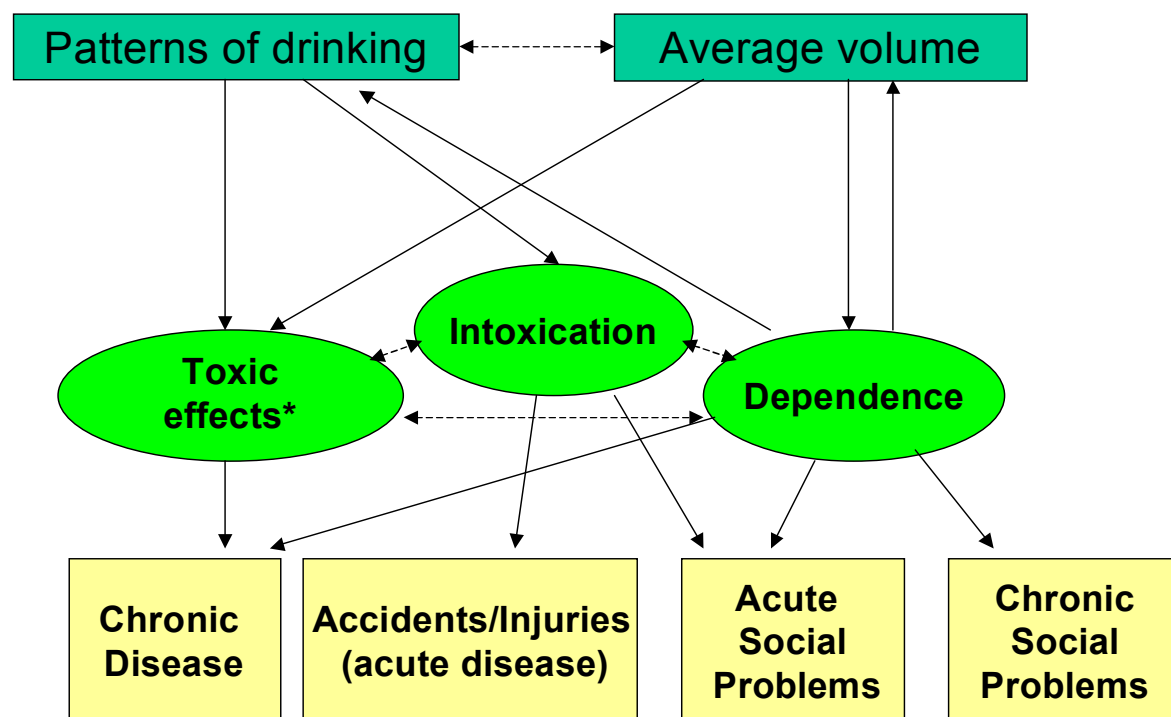 Patterns of drinking
Average volume
Intoxication
Toxic
effects*
Dependence
Chronic
Disease
Accidents/Injuries
(acute disease)
Acute
Social
Problems
Chronic
Social
Problems